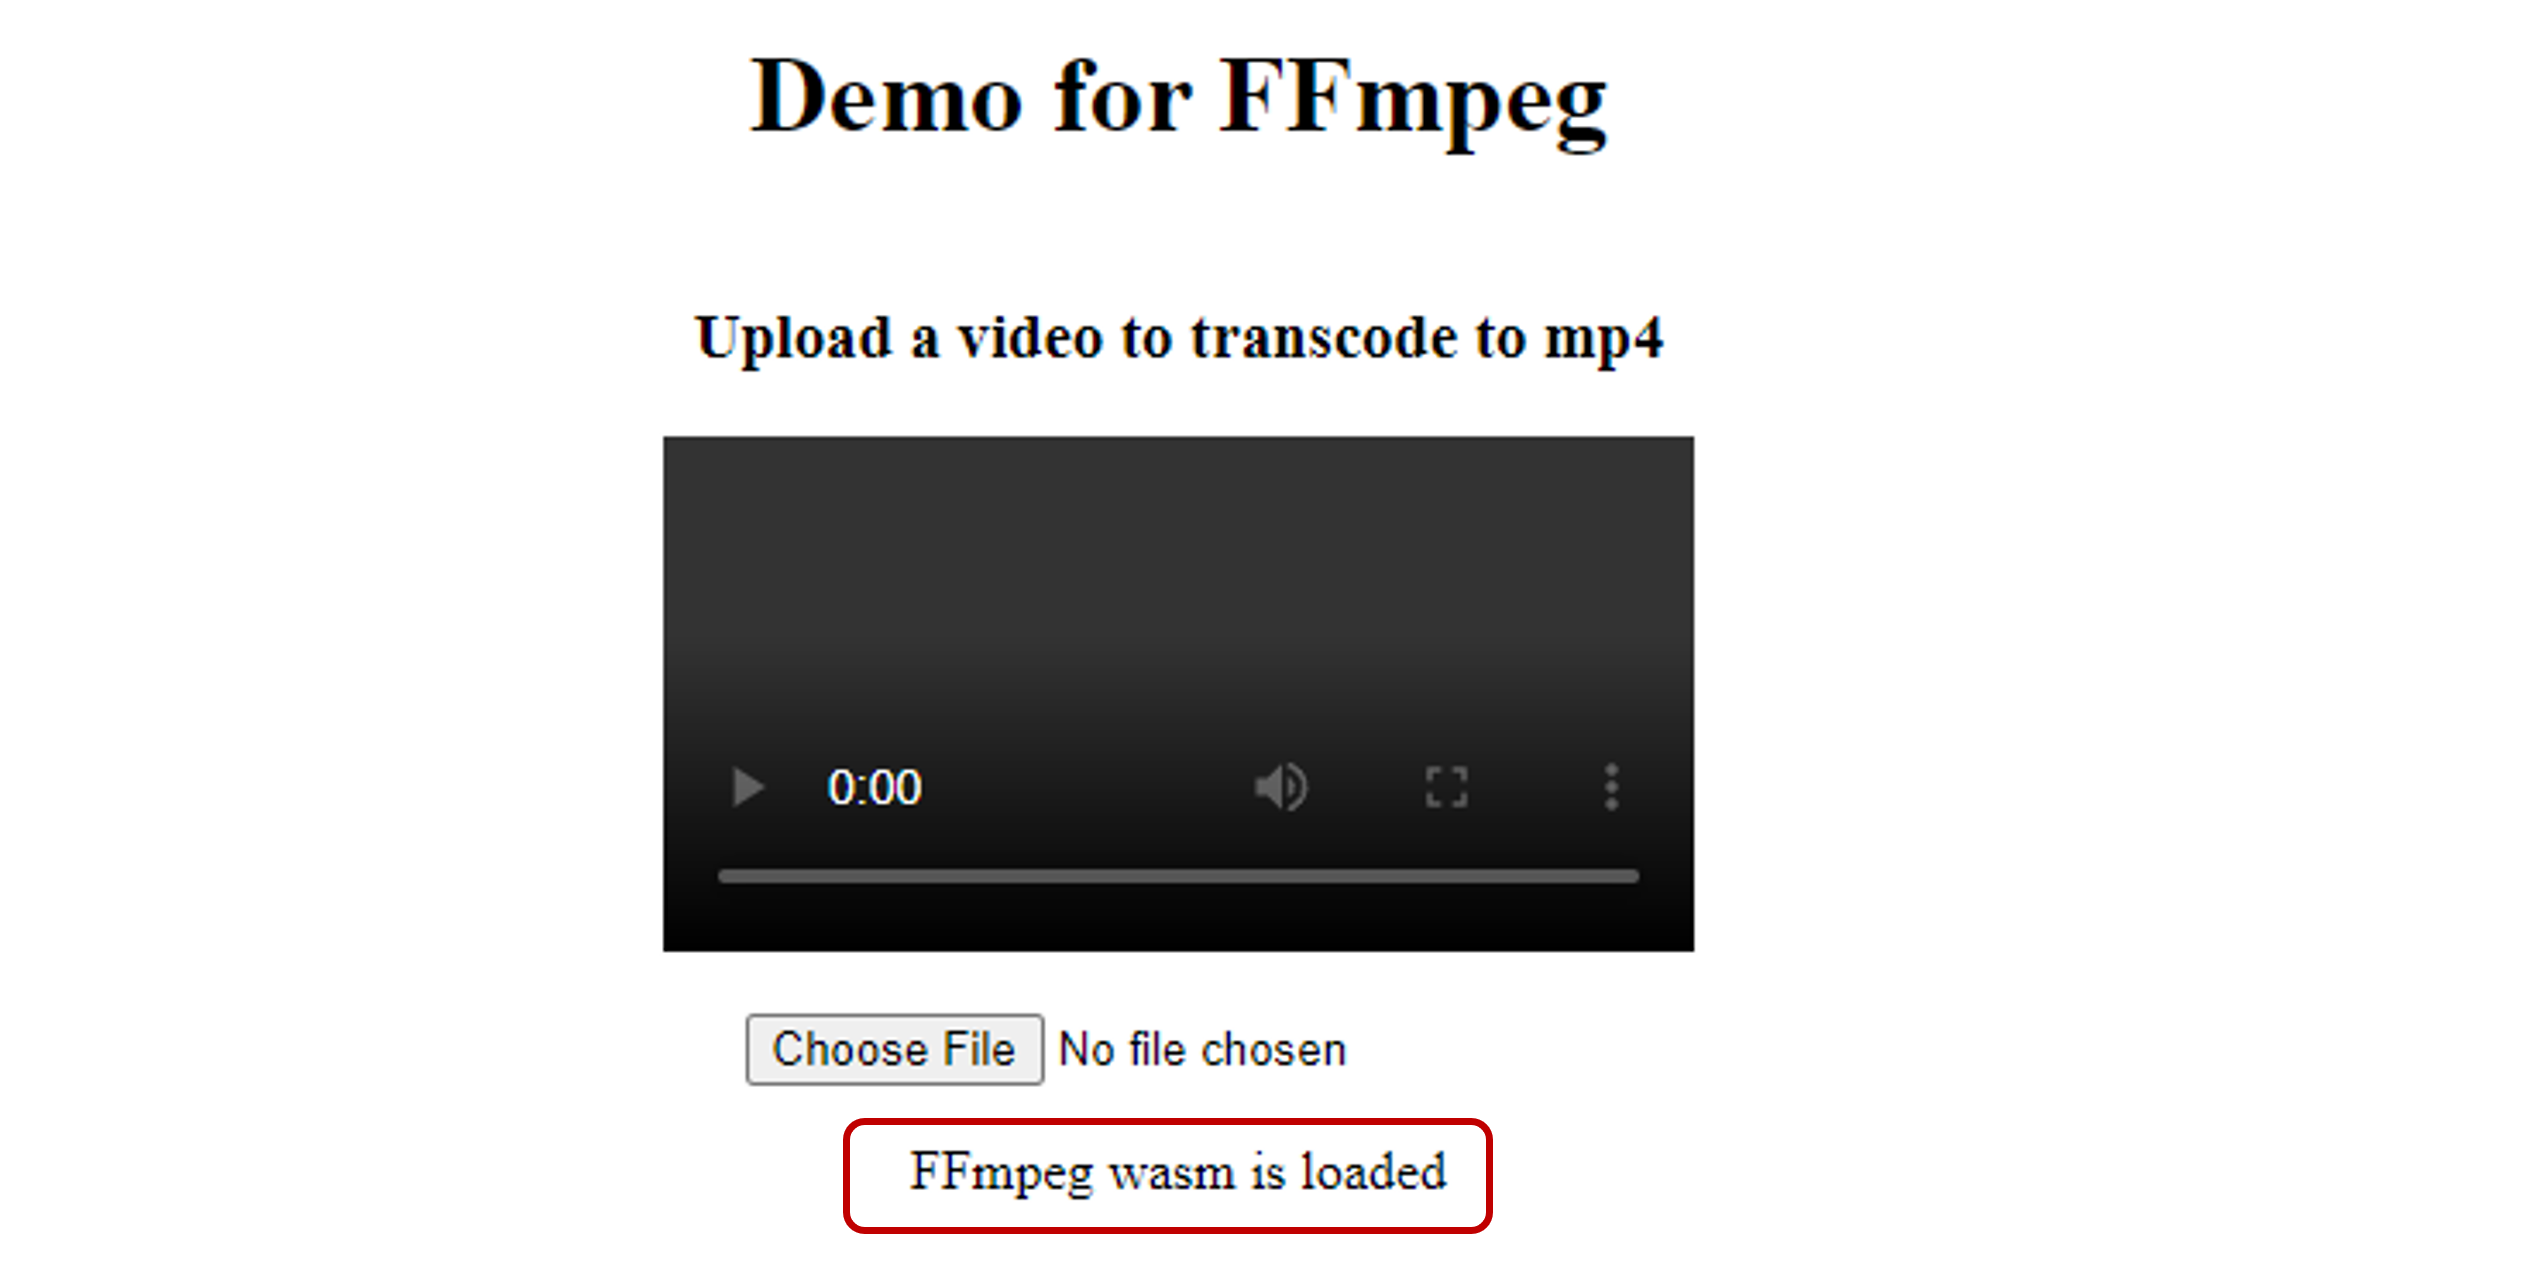 Demo for FFmpeg
Upload a video to transcode to mp4
0:00
Choose File No file chosen
FFmpeg wasm is loaded